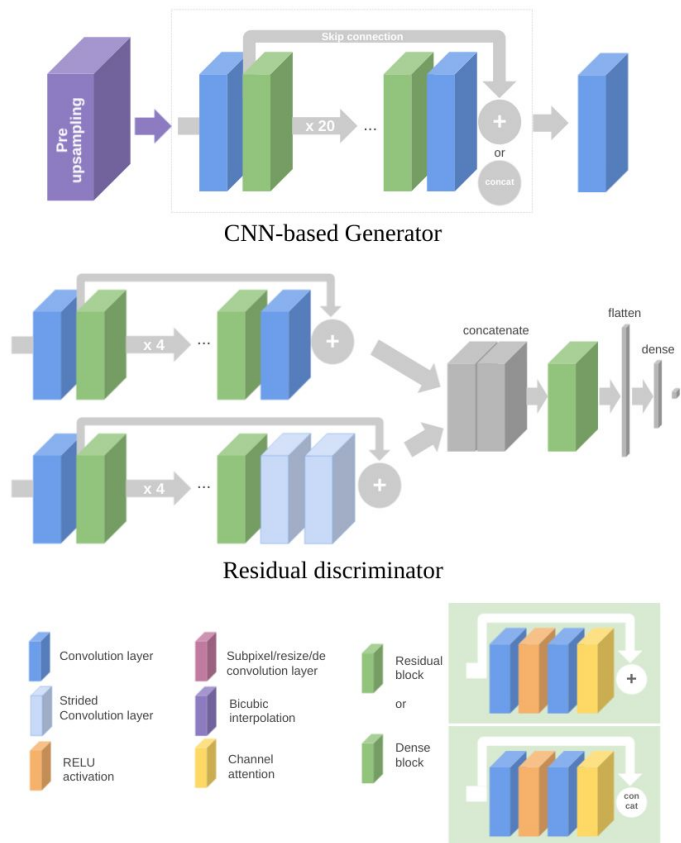 Skip connection
Pre
upsampling
x 20
...
+
or
concat
CNN-based Generator
x 4
...
+
concatenate
flatten
dense
x 4
...
+
Residual discriminator
Convolution layer
Subpixel/resize/de
convolution layer
Residual
block
or
+
Strided
Convolution layer
Bicubic
interpolation
RELU
activation
Channel
attention
Dense
block
con
cat